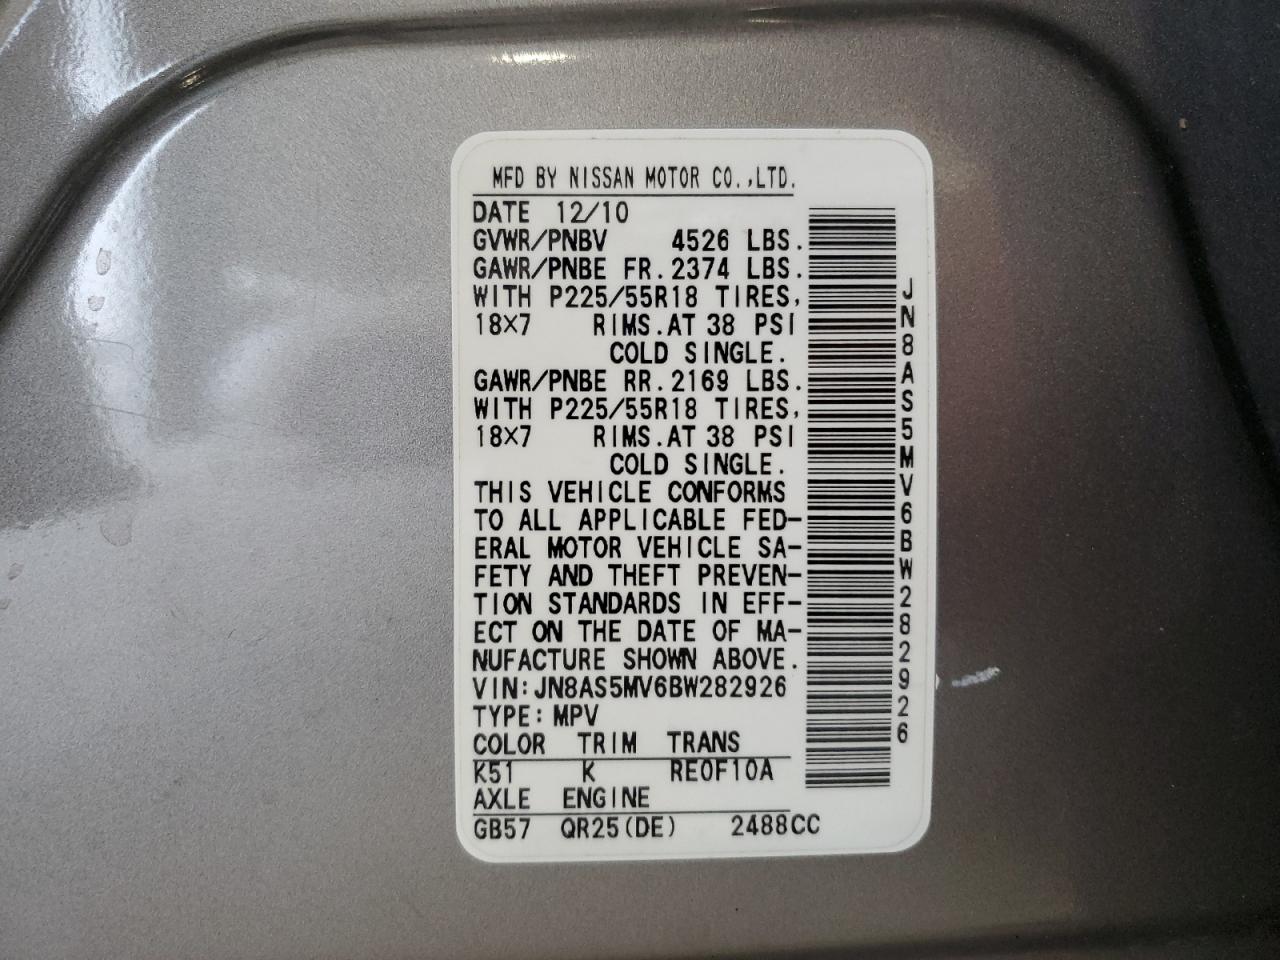 MFD BY NISSAN MOTOR CO.,LTD.
DATE 12/10
GVWR/PNBV 4526 LBS.
GAWR/PNBE FR.2374 LBS.
WITH P225/55R18 TIRES,
18×7 RIMS.AT 38 PSI
COLD SINGLE.
GAWR/PNBE RR.2169 LBS.
WITH P225/55R18 TIRES,
18×7 RIMS.AT 38 PSI
COLD SINGLE.
THIS VEHICLE CONFORMS
TO ALL APPLICABLE FED-
ERAL MOTOR VEHICLE SA-
FETY AND THEFT PREVEN-
TION STANDARDS IN EFF-
ECT ON THE DATE OF MA-
NUFACTURE SHOWN ABOVE.
VIN:JN8AS5MV6BW282926
TYPE:MPV
COLOR TRIM TRANS
K51 K RE0F10A
AXLE ENGINE
GB57 QR25(DE) 2488CC
JN8AS5MV6BW282926